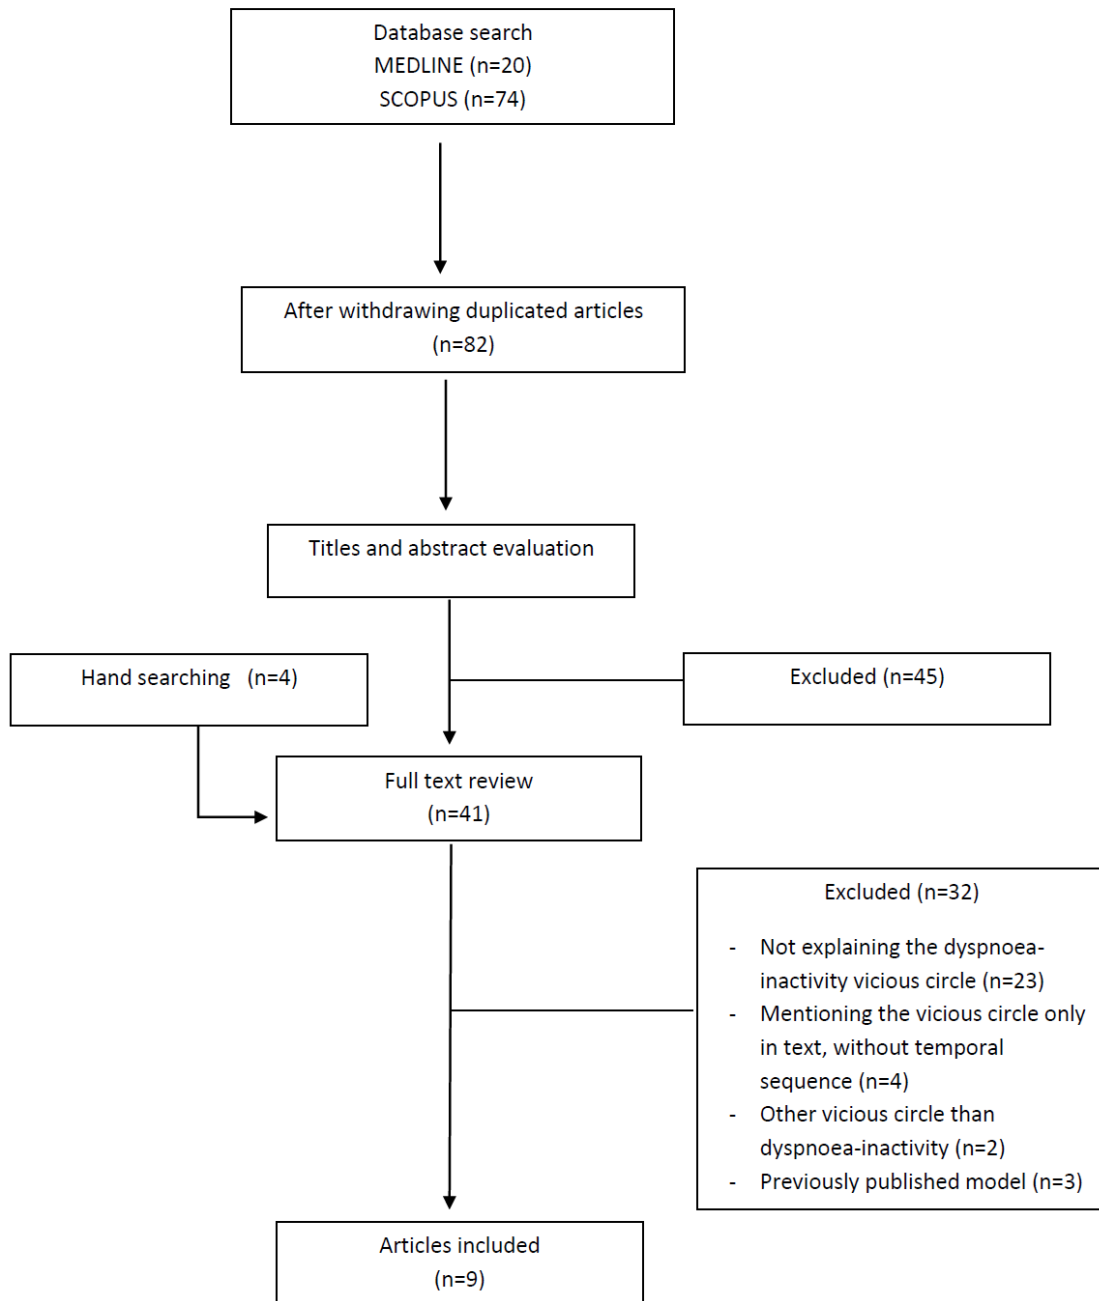 Database search
MEDLINE (n=20)
SCOPUS (n=74)
After withdrawing duplicated articles
(n=82)
Titles and abstract evaluation
Hand searching (n=4)
Excluded (n=45)
Full text review
(n=41)
Excluded (n=32)
- Not explaining the dyspnoea-
inactivity vicious circle (n=23)
- Mentioning the vicious circle only
in text, without temporal
sequence (n=4)
- Other vicious circle than
dyspnoea-inactivity (n=2)
- Previously published model (n=3)
Articles included
(n=9)